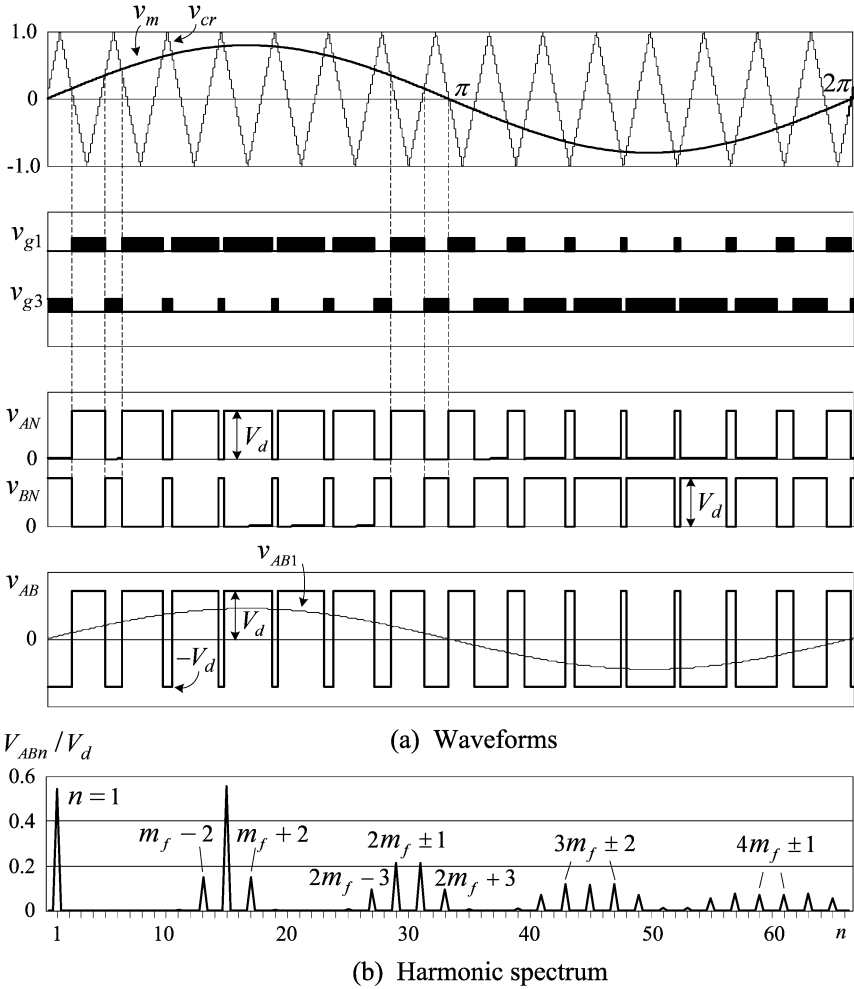 v_m v_cr
1.0
0
-1.0
π
2π
v_g1
v_g3
v_AN
0
V_d
v_BN
0
V_d
v_AB1
v_AB
0
V_d
−V_d
(a) Waveforms
V_ABn / V_d
0.6
0.4
0.2
0
n = 1
m_f − 2
m_f + 2
2m_f − 3
2m_f ± 1
2m_f + 3
3m_f ± 2
4m_f ± 1
1 10 20 30 40 50 60 n
(b) Harmonic spectrum